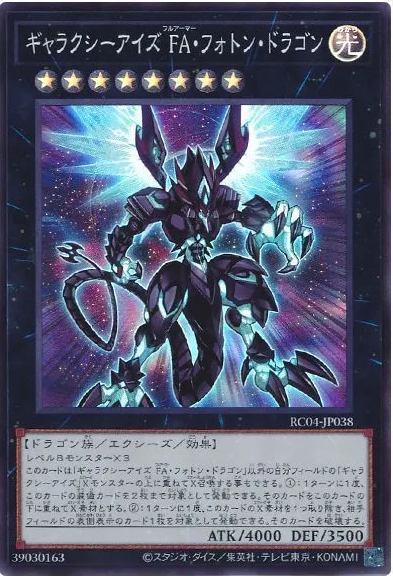 フルアーマー
ギャラクシーアイズ FA・フォトン・ドラゴン
ひかり
光
RC04-JP038
【ドラゴン族/エクシーズ/効果】
レベル8モンスター×3
このカードは「ギャラクシーアイズ FA・フォトン・ドラゴン」以外の自分フィールドの「ギャラ
クシーアイズ」Xモンスターの上に重ねてX召喚する事もできる。①:1ターンに1度、
このカードの装備カードを2枚まで対象として発動できる。そのカードをこのカードの
下に重ねてX素材とする。②:1ターンに1度、このカードのX素材を1つ取り除き、相手
フィールドの表側表示のカード1枚を対象として発動できる。そのカードを破壊する。
ATK/4000 DEF/3500
39030163
©スタジオ・ダイス/集英社・テレビ東京・KONAMI